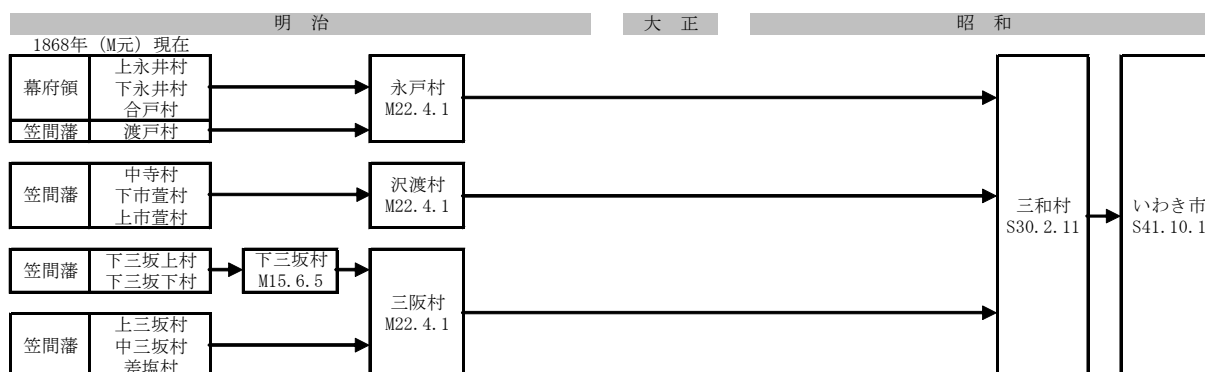 明 治
大 正
昭 和
1868年 (M元) 現在
幕府領
上永井村
下永井村
合戸村
笠間藩
渡戸村
永戸村
M22.4.1
笠間藩
中寺村
下市萱村
上市萱村
沢渡村
M22.4.1
笠間藩
下三坂上村
下三坂下村
下三坂村
M15.6.5
三阪村
M22.4.1
笠間藩
上三坂村
中三坂村
差塩村
三和村
S30.2.11
いわき市
S41.10.1